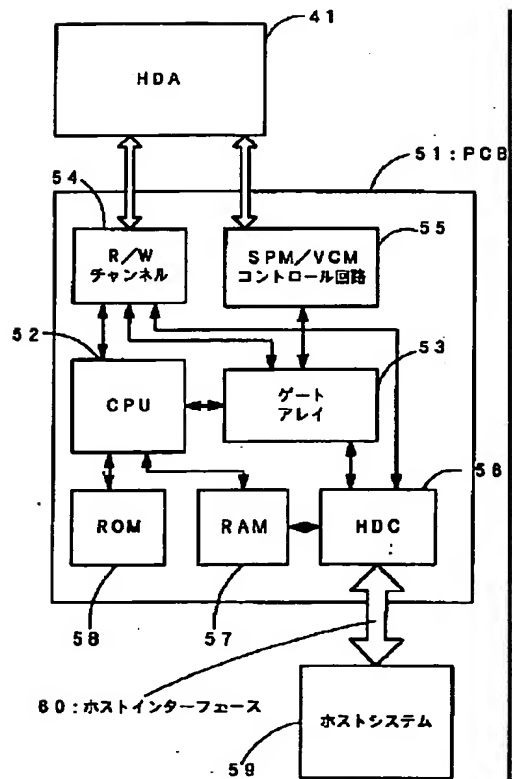 41
HDA
51:PCB
54
R/W
チャンネル
55
SPM/VCM
コントロール回路
52
CPU
53
ゲート
アレイ
56
ROM
RAM
HDC
58
57
60:ホストインターフェース
ホストシステム
59